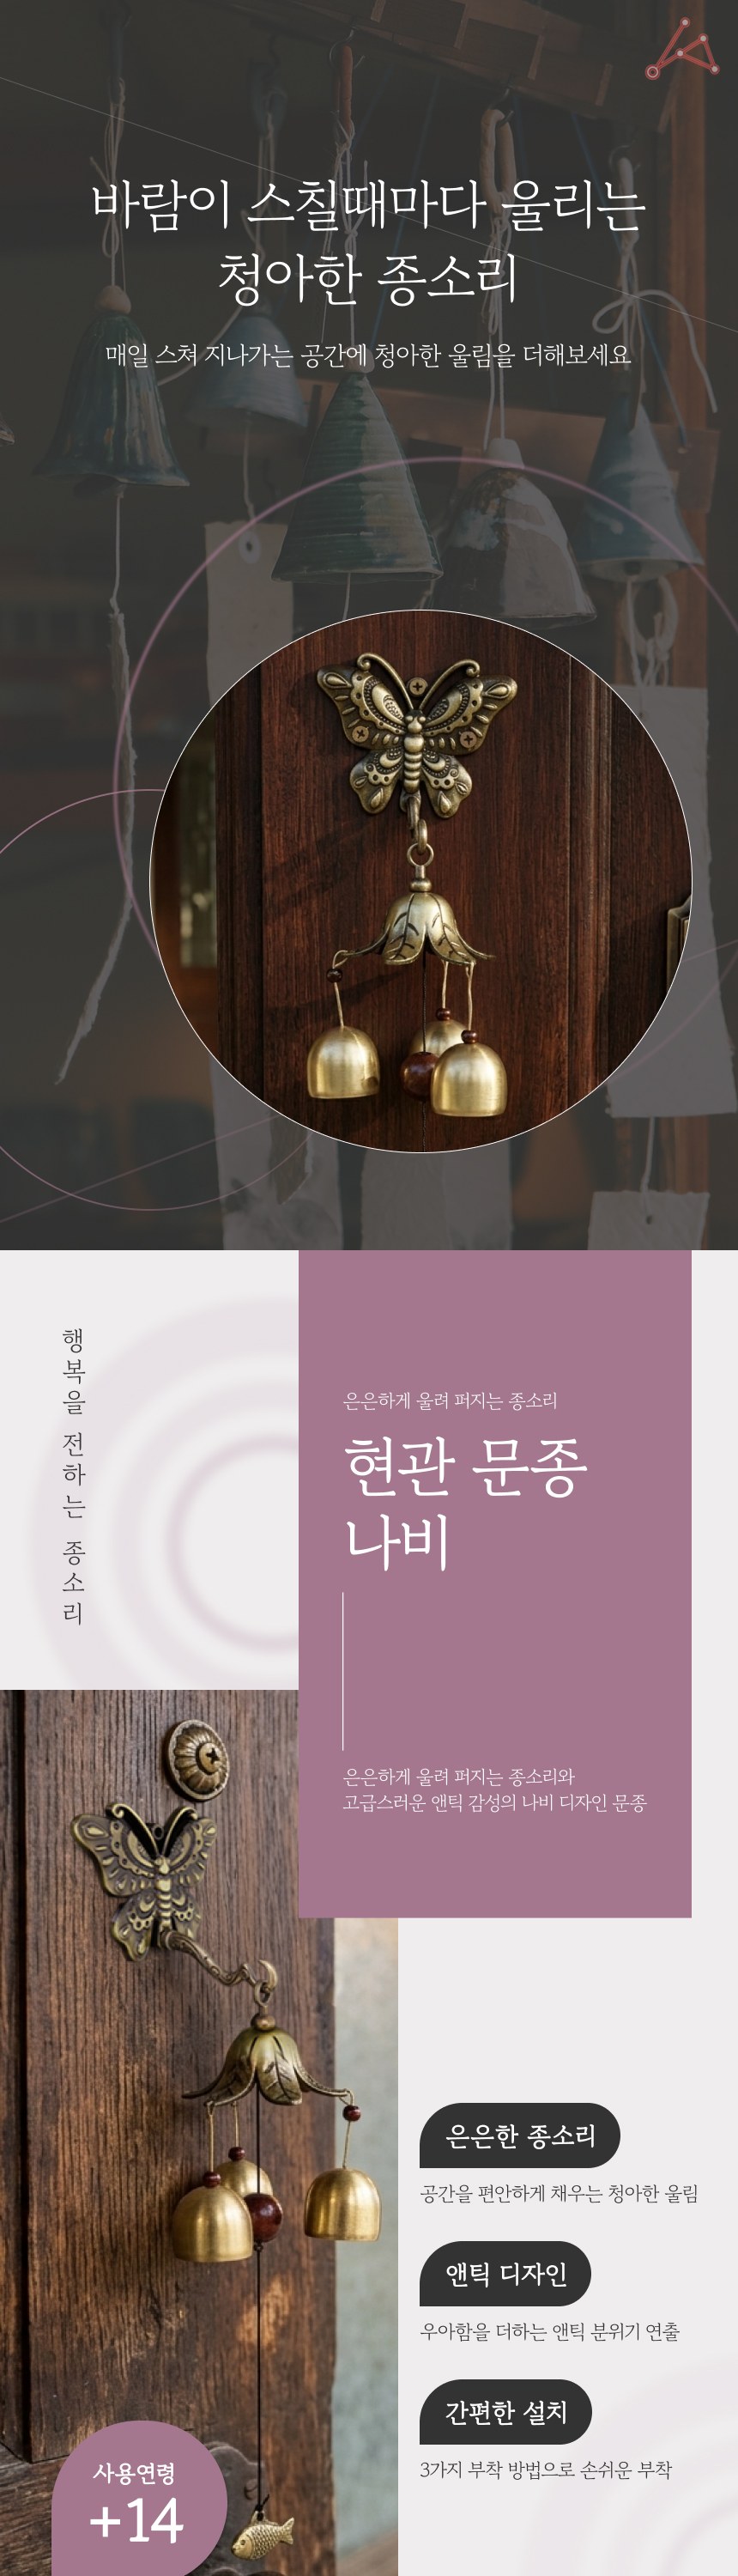 바람이 스칠때마다 울리는
청아한 종소리
매일 스쳐 지나가는 공간에 청아한 울림을 더해보세요
행복을 전하는 종소리
은은하게 울려 퍼지는 종소리
현관 문종
나비
은은하게 울려 퍼지는 종소리와
고급스러운 앤틱 감성의 나비 디자인 문종
은은한 종소리
공간을 편안하게 채우는 청아한 울림
앤틱 디자인
우아함을 더하는 앤틱 분위기 연출
간편한 설치
3가지 부착 방법으로 손쉬운 부착
사용연령
+14